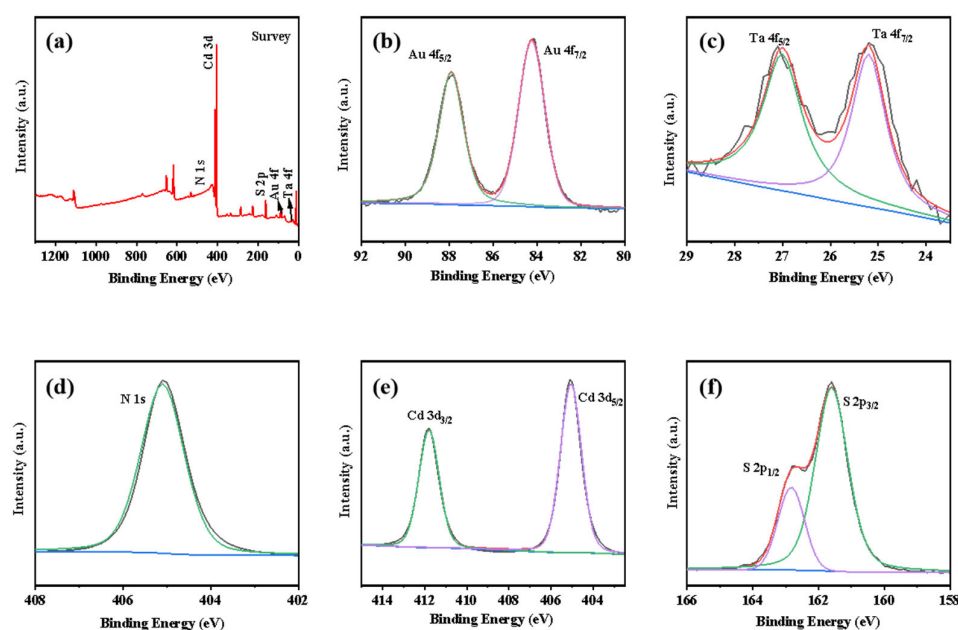 (a)
Survey
Cd 3d
N 1s
S 2p
Au 4f
Ta 4f
Intensity (a.u.)
1200 1000 800 600 400 200 0
Binding Energy (eV)
(b)
Au 4f5/2
Au 4f7/2
Intensity (a.u.)
92 90 88 86 84 82 80
Binding Energy (eV)
(c)
Ta 4f5/2
Ta 4f7/2
Intensity (a.u.)
29 28 27 26 25 24
Binding Energy (eV)
(d)
N 1s
Intensity (a.u.)
408 406 404 402
Binding Energy (eV)
(e)
Cd 3d3/2
Cd 3d5/2
Intensity (a.u.)
414 412 410 408 406 404
Binding Energy (eV)
(f)
S 2p3/2
S 2p1/2
Intensity (a.u.)
166 164 162 160 158
Binding Energy (eV)